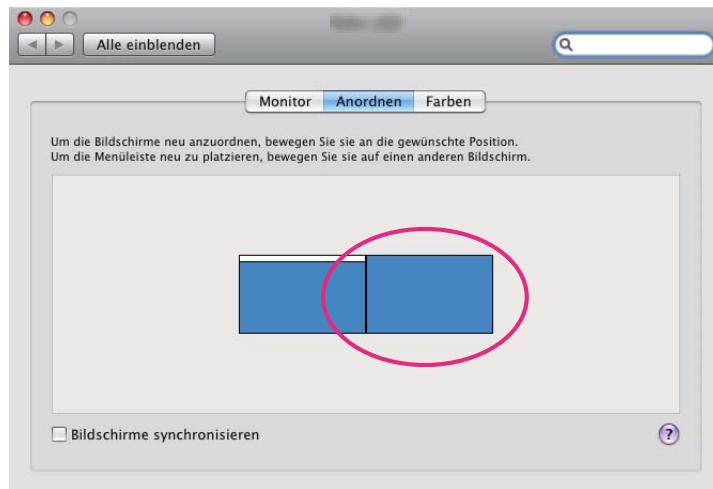 Alle einblenden
Monitor Anordnen Farben
Um die Bildschirme neu anzuordnen, bewegen Sie sie an die gewünschte Position.
Um die Menüleiste neu zu platzieren, bewegen Sie sie auf einen anderen Bildschirm.
Bildschirme synchronisieren
?